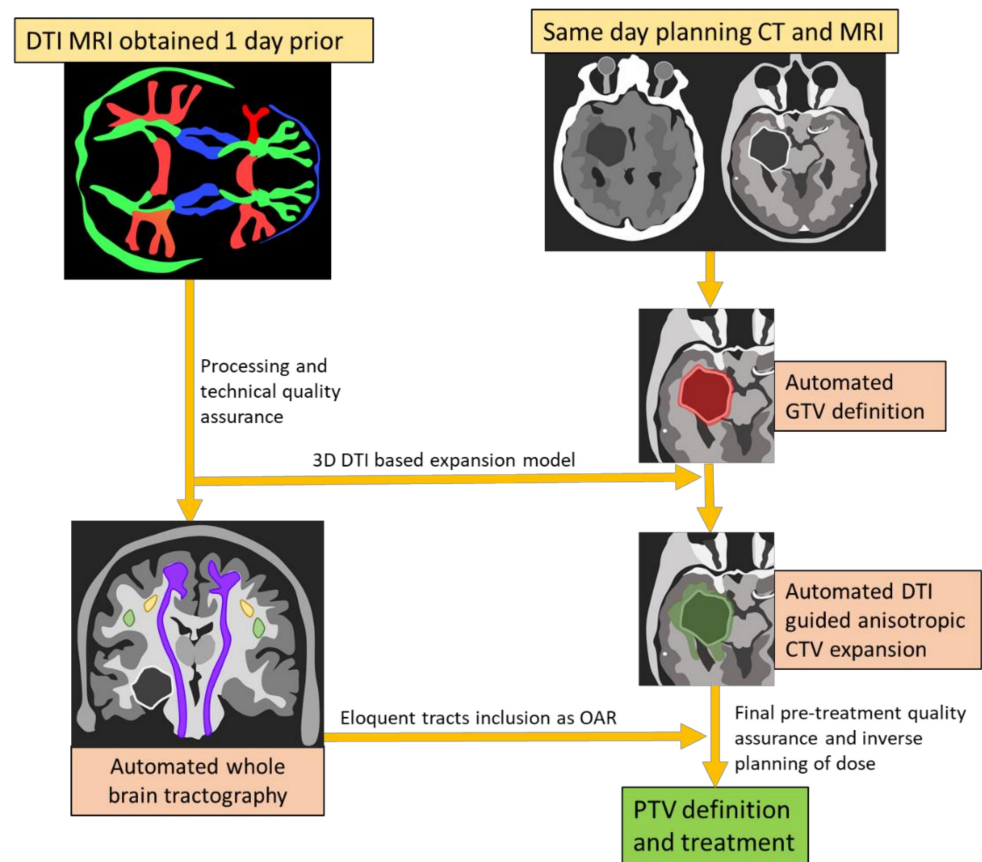 DTI MRI obtained 1 day prior
Same day planning CT and MRI
Processing and
technical quality
assurance
Automated
GTV definition
3D DTI based expansion model
Automated DTI
guided anisotropic
CTV expansion
Eloquent tracts inclusion as OAR
Final pre-treatment quality
assurance and inverse
planning of dose
Automated whole
brain tractography
PTV definition
and treatment